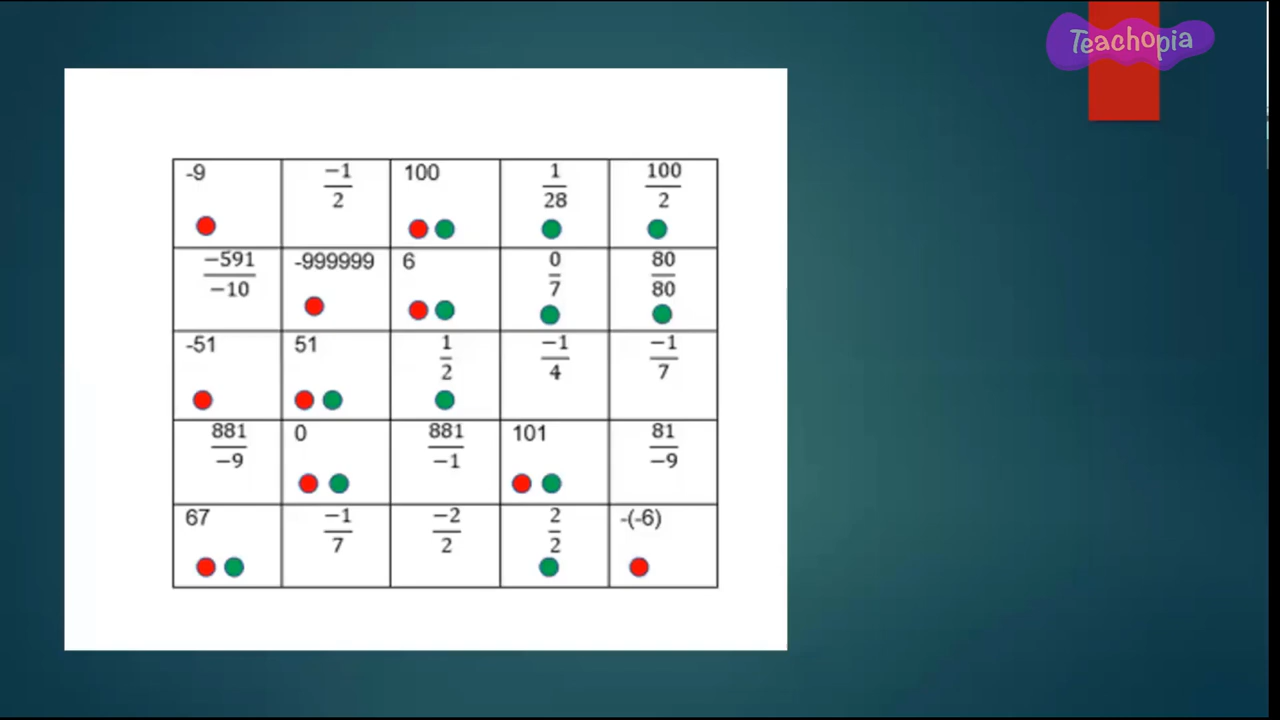 Teachopia
-9 −1/2 100 1/28 100/2
−591/−10 -999999 6 0/7 80/80
-51 51 1/2 −1/4 −1/7
881/−9 0 881/−1 101 81/−9
67 −1/7 −2/2 2/2 -(-6)